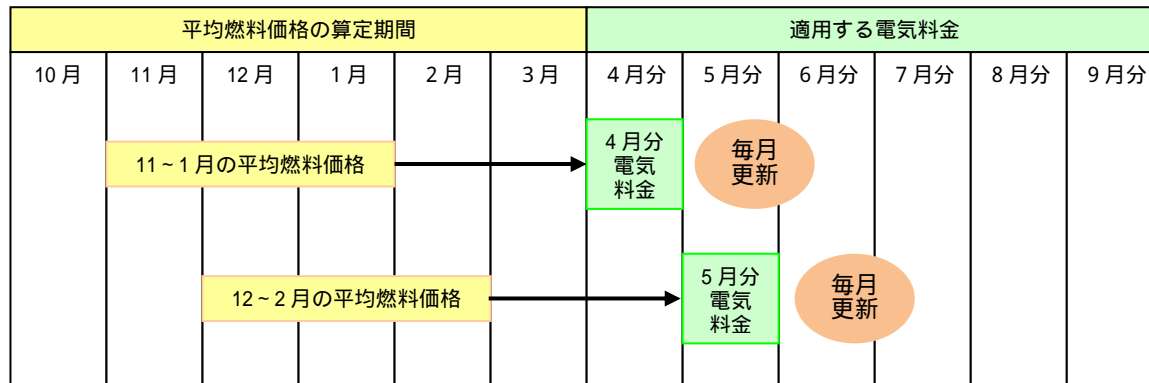 平均燃料価格の算定期間 適用する電気料金
10月 11月 12月 1月 2月 3月 4月分 5月分 6月分 7月分 8月分 9月分
11~1月の平均燃料価格
4月分
電気
料金
毎月
更新
12~2月の平均燃料価格
5月分
電気
料金
毎月
更新